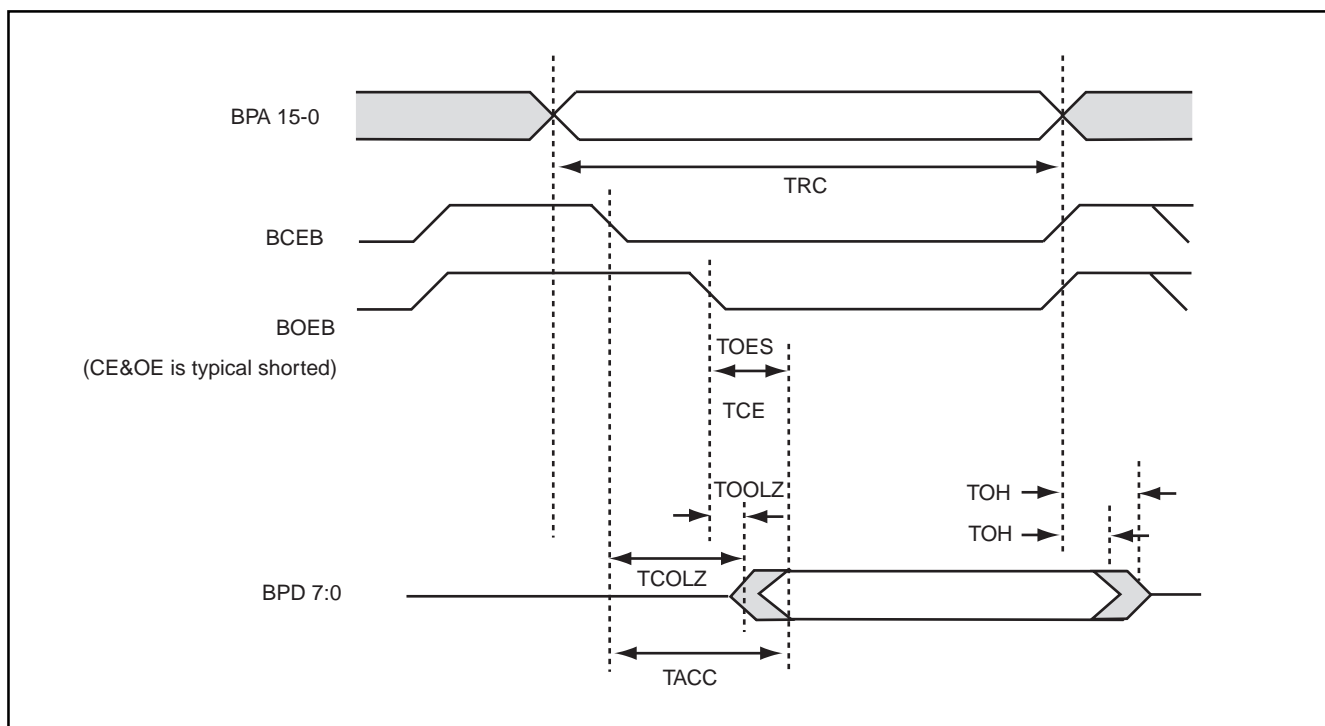 BPA 15-0
TRC
BCEB
BOEB
(CE&OE is typical shorted)
TOES
TCE
TOOLZ
TOH
TOH
TCOLZ
BPD 7:0
TACC